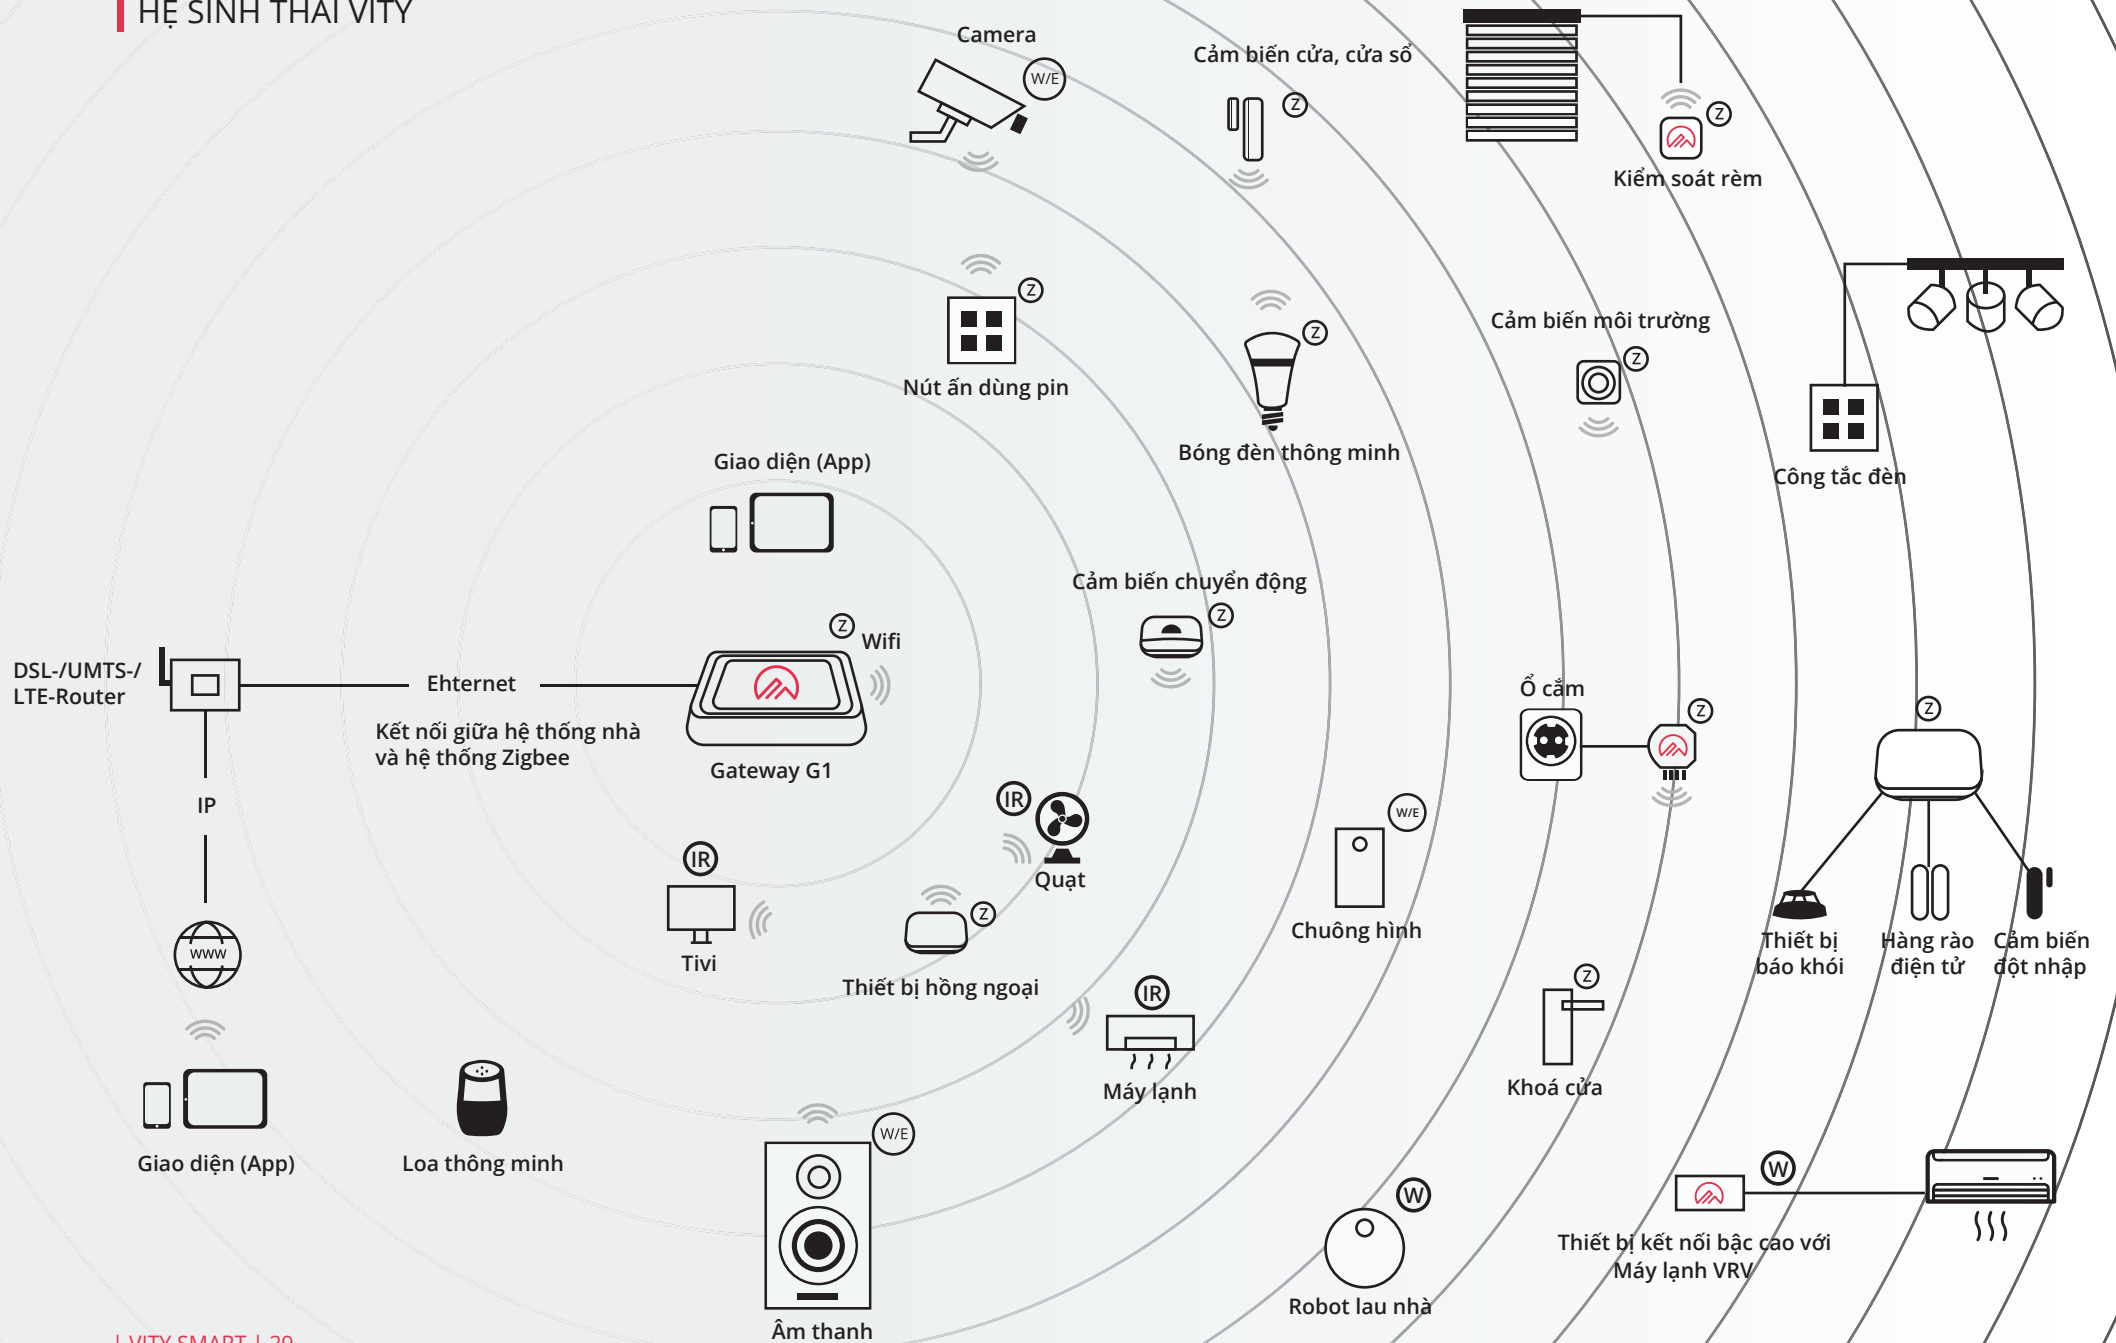 HỆ SINH THÁI VITY
Camera
W/E
Cảm biến cửa, cửa sổ
Z
Z
Kiểm soát rèm
Z
Nút ấn dùng pin
Z
Bóng đèn thông minh
Cảm biến môi trường
Z
Công tắc đèn
Giao diện (App)
Cảm biến chuyển động
Z
Z
Wifi
DSL-/UMTS-/
LTE-Router
Ehternet
Kết nối giữa hệ thống nhà
và hệ thống Zigbee
Gateway G1
Ổ cắm
Z
Z
IP
IR
Quạt
IR
Tivi
Z
Thiết bị hồng ngoại
W/E
Chuông hình
Thiết bị
báo khói
Hàng rào
điện tử
Cảm biến
đột nhập
WWW
IR
Máy lạnh
Z
Khoá cửa
Giao diện (App)
Loa thông minh
W/E
Âm thanh
W
Robot lau nhà
W
Thiết bị kết nối bậc cao với
Máy lạnh VRV
| VITY SMART | 29